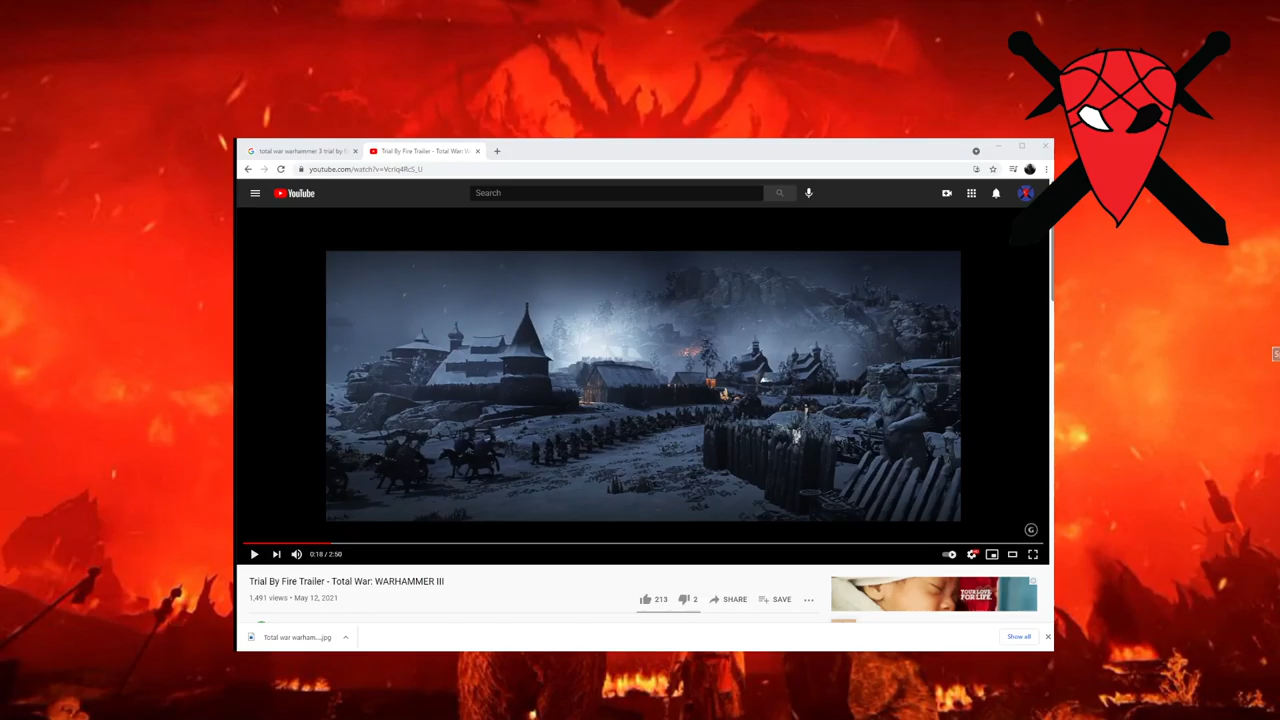 total war warhammer 3 trial by f
Trial By Fire Trailer - Total War: W
youtube.com/watch?v=VcrIq4RcS_U
YouTube
Search
G
0:18 / 2:50
Trial By Fire Trailer - Total War: WARHAMMER III
1,491 views • May 12, 2021
213
2
SHARE
SAVE
YOUR LOVE.
FOR LIFE.
Total war warham....jpg
Show all